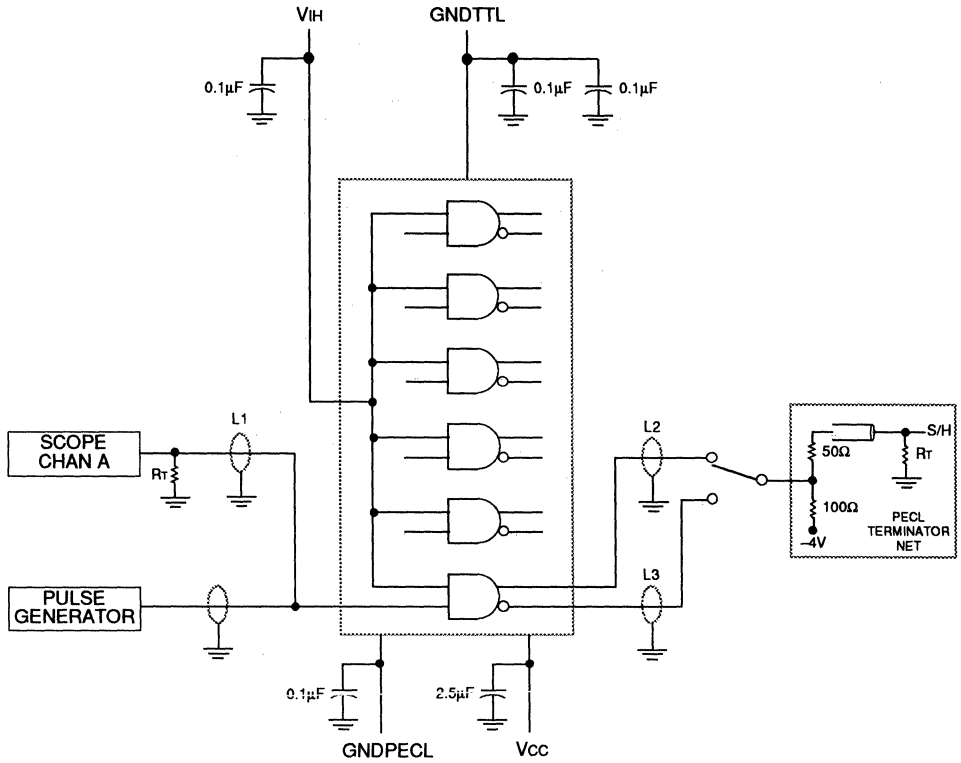 VIH
GNDTTL
0.1µF
0.1µF
0.1µF
L1
L2
SCOPE
CHAN A
RT
S/H
50Ω
RT
100Ω
–4V
PECL
TERMINATOR
NET
PULSE
GENERATOR
L3
0.1µF
2.5µF
GNDPECL
VCC